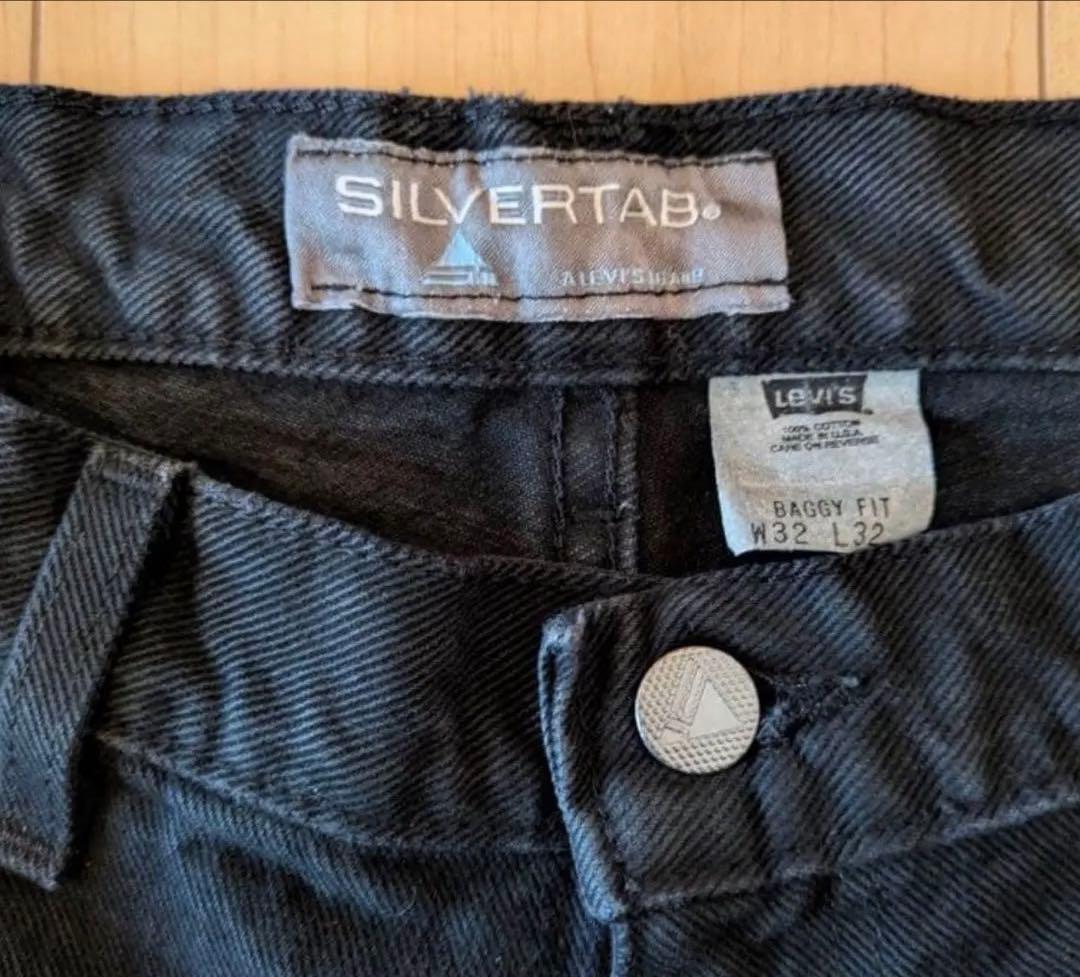 SILVERTAB®
A LEVI'S BRAND
LEVI'S
100% COTTON
MADE IN U.S.A.
CARE ON REVERSE
BAGGY FIT
W32 L32